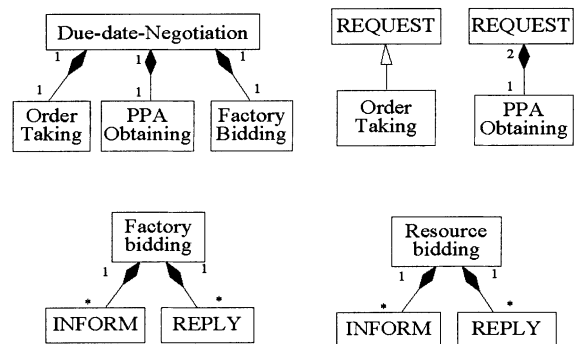 Due-date-Negotiation
1 1 1
1 1 1
Order
Taking
PPA
Obtaining
Factory
Bidding
REQUEST
Order
Taking
REQUEST
2
1
PPA
Obtaining
Factory
bidding
1 1
* *
INFORM REPLY
Resource
bidding
1 1
* *
INFORM REPLY